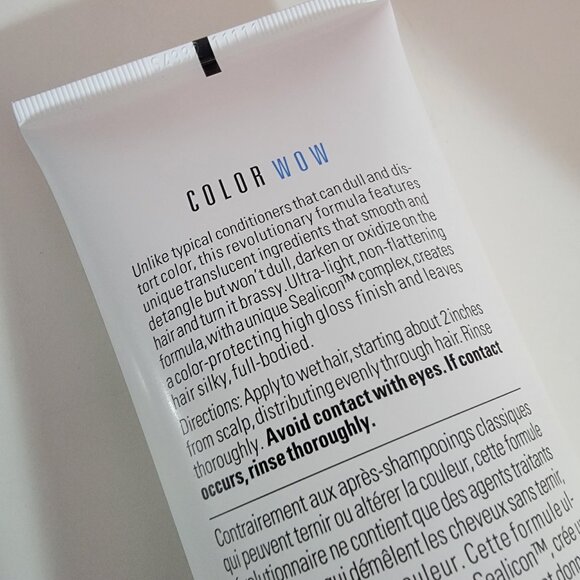 COLOR WOW
Unlike typical conditioners that can dull and dis-
tort color, this revolutionary formula features
unique translucent ingredients that smooth and
detangle but won't dull, darken or oxidize on the
hair and turn it brassy. Ultra-light, non-flattening
formula, with a unique Sealicon™ complex, creates
a color-protecting high gloss finish and leaves
hair silky, full-bodied.
Directions: Apply to wet hair, starting about 2 inches
from scalp, distributing evenly through hair. Rinse
thoroughly. Avoid contact with eyes. If contact
occurs, rinse thoroughly.
Contrairement aux après-shampooings classiques
qui peuvent ternir ou altérer la couleur, cette formule
ne contient que des agents traitants
qui démêlent les cheveux sans ternir,
Cette formule ul-
Sealicon™, crée